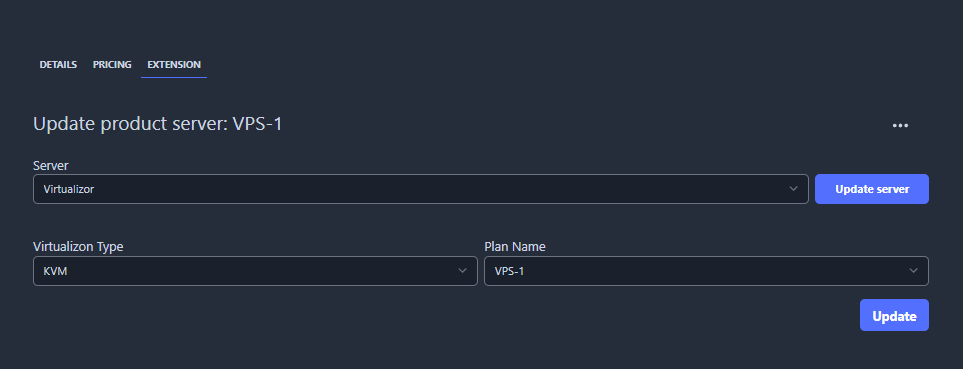 DETAILS PRICING EXTENSION
Update product server: VPS-1
Server
Virtualizor Update server
Virtualizon Type Plan Name
KVM VPS-1
Update